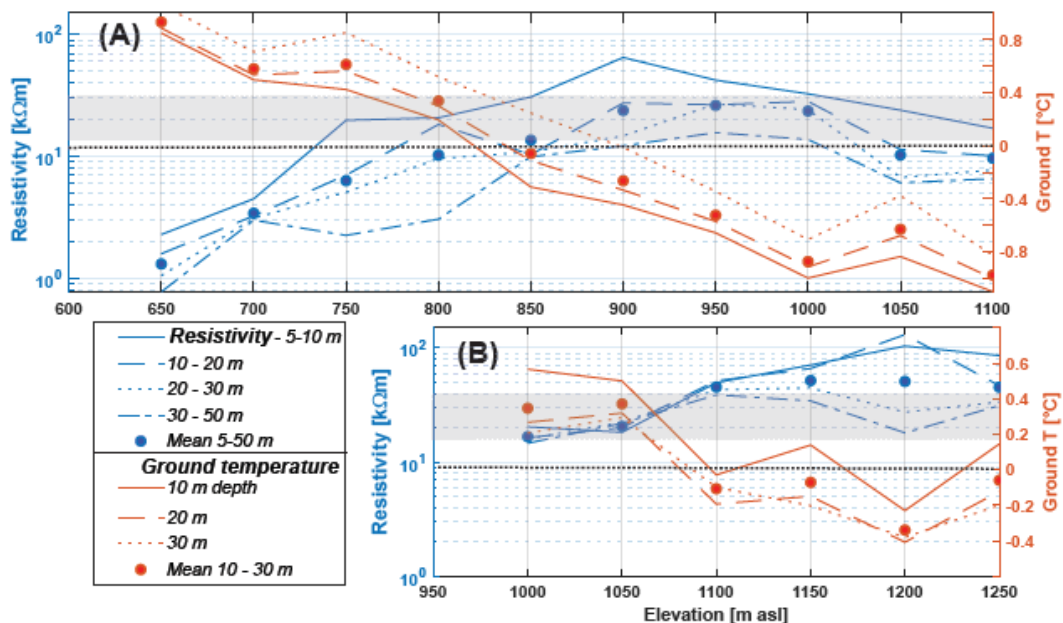 (A)
Resistivity [kΩm]
10²
10¹
10⁰
0.8
0.4
0
-0.4
-0.8
Ground T [ºC]
600 650 700 750 800 850 900 950 1000 1050 1100
Resistivity - 5-10 m
10 - 20 m
20 - 30 m
30 - 50 m
Mean 5-50 m
Ground temperature
10 m depth
20 m
30 m
Mean 10 - 30 m
(B)
Resistivity [kΩm]
10²
10¹
10⁰
0.6
0.4
0.2
0
-0.2
-0.4
Ground T [ºC]
950 1000 1050 1100 1150 1200 1250
Elevation [m asl]